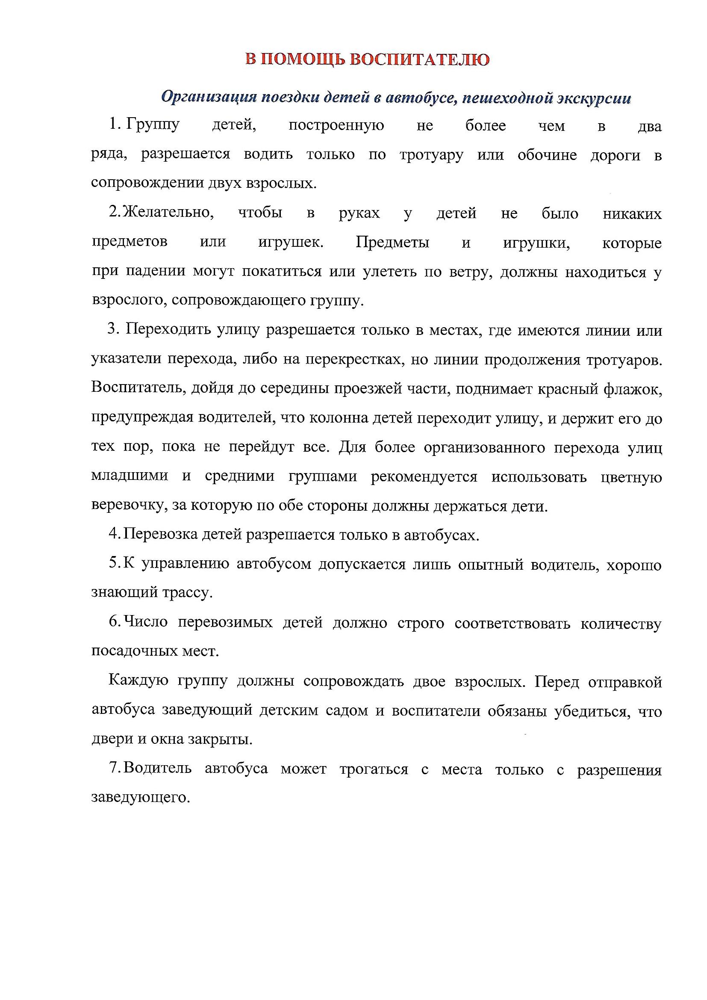 В ПОМОЩЬ ВОСПИТАТЕЛЮ
Организация поездки детей в автобусе, пешеходной экскурсии
1. Группу детей, построенную не более чем в два
ряда, разрешается водить только по тротуару или обочине дороги в
сопровождении двух взрослых.
2.Желательно, чтобы в руках у детей не было никаких
предметов или игрушек. Предметы и игрушки, которые
при падении могут покатиться или улететь по ветру, должны находиться у
взрослого, сопровождающего группу.
3. Переходить улицу разрешается только в местах, где имеются линии или
указатели перехода, либо на перекрестках, но линии продолжения тротуаров.
Воспитатель, дойдя до середины проезжей части, поднимает красный флажок,
предупреждая водителей, что колонна детей переходит улицу, и держит его до
тех пор, пока не перейдут все. Для более организованного перехода улиц
младшими и средними группами рекомендуется использовать цветную
веревочку, за которую по обе стороны должны держаться дети.
4.Перевозка детей разрешается только в автобусах.
5.К управлению автобусом допускается лишь опытный водитель, хорошо
знающий трассу.
6.Число перевозимых детей должно строго соответствовать количеству
посадочных мест.
Каждую группу должны сопровождать двое взрослых. Перед отправкой
автобуса заведующий детским садом и воспитатели обязаны убедиться, что
двери и окна закрыты.
7.Водитель автобуса может трогаться с места только с разрешения
заведующего.